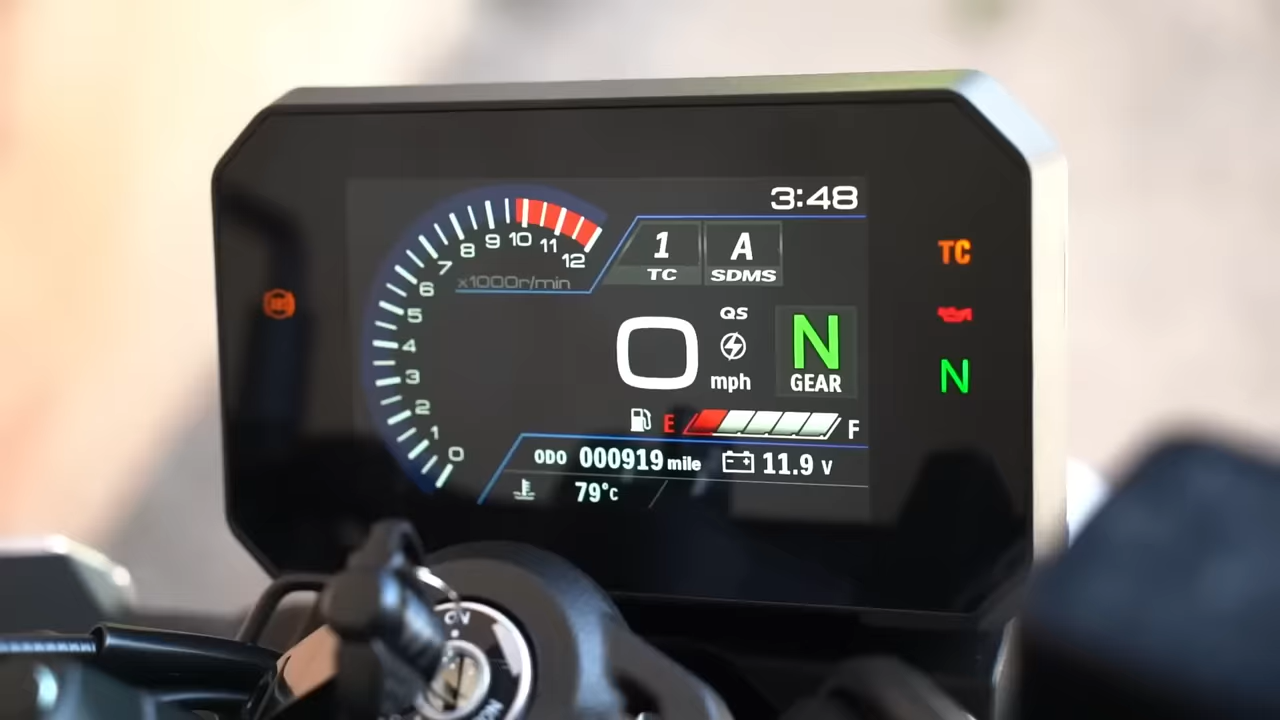 3:48
1
TC
A
SDMS
TC
12
11
10
9
8
7
6
5
4
3
2
1
0
x1000r/min
QS
0
mph
N
GEAR
N
E
F
ODO 000919 mile
11.9 V
79°C
ON